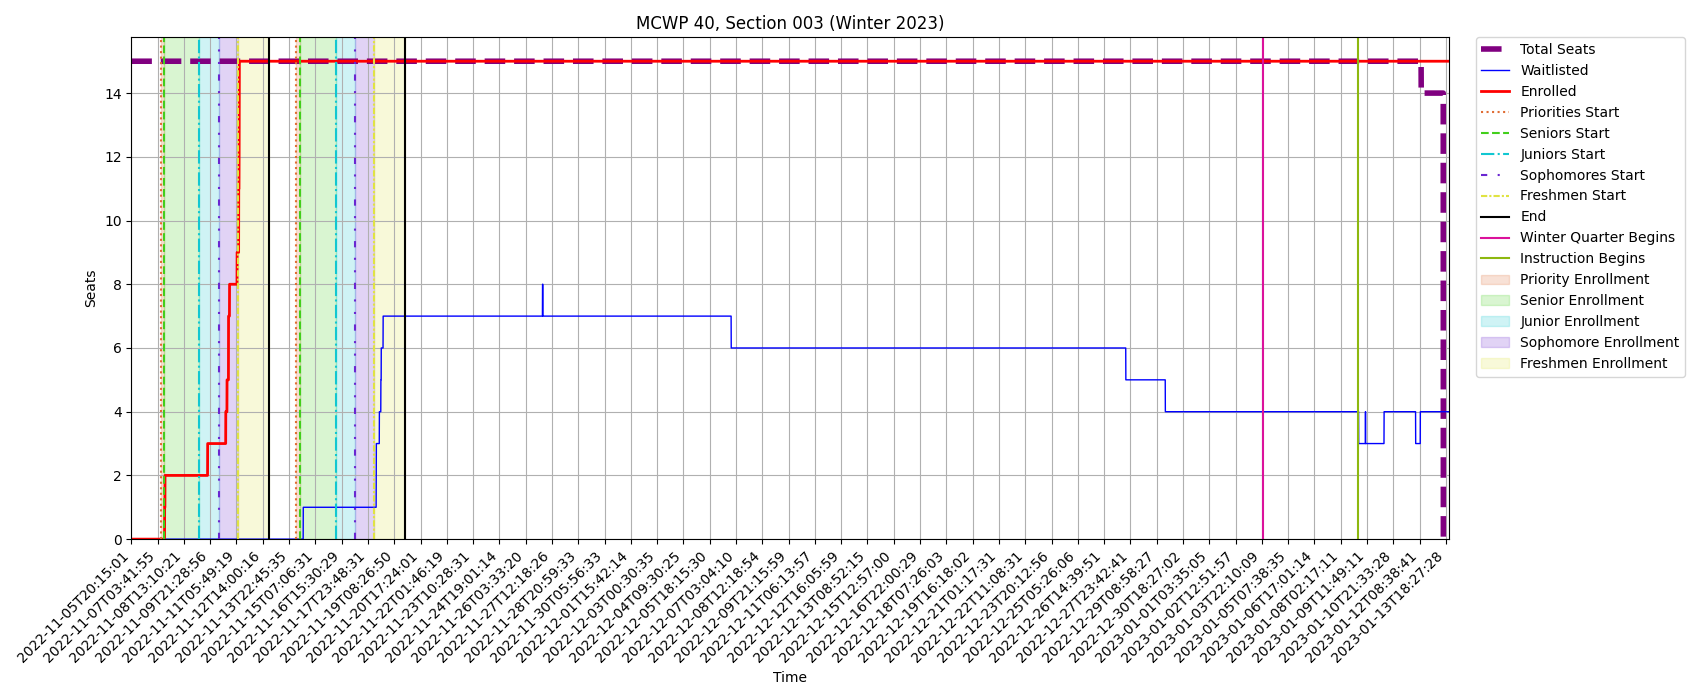 MCWP 40, Section 003 (Winter 2023)
Seats
14
12
10
8
6
4
2
0
2022-11-05T20:15:01
2022-11-07T03:41:55
2022-11-08T13:10:21
2022-11-09T21:28:56
2022-11-11T05:49:19
2022-11-12T14:00:16
2022-11-13T22:45:35
2022-11-15T07:06:31
2022-11-16T15:30:29
2022-11-17T23:48:31
2022-11-19T08:26:50
2022-11-20T17:24:01
2022-11-22T01:46:19
2022-11-23T10:28:31
2022-11-24T19:01:14
2022-11-26T03:33:20
2022-11-27T12:18:26
2022-11-28T20:59:33
2022-11-30T05:56:33
2022-12-01T15:42:14
2022-12-03T00:30:35
2022-12-04T09:30:25
2022-12-05T18:15:30
2022-12-07T03:04:10
2022-12-08T12:18:54
2022-12-09T21:15:59
2022-12-11T06:13:57
2022-12-12T16:05:59
2022-12-13T08:52:15
2022-12-15T12:57:00
2022-12-16T22:00:29
2022-12-18T07:26:03
2022-12-19T16:18:02
2022-12-21T01:17:31
2022-12-22T11:08:31
2022-12-23T20:12:56
2022-12-25T05:26:06
2022-12-26T14:39:51
2022-12-27T23:42:41
2022-12-29T08:58:27
2022-12-30T18:27:02
2023-01-01T03:35:05
2023-01-02T12:51:57
2023-01-03T22:10:09
2023-01-05T07:38:35
2023-01-06T17:01:14
2023-01-08T02:17:11
2023-01-09T11:49:11
2023-01-10T21:33:28
2023-01-12T08:38:41
2023-01-13T18:27:28
Time
Total Seats
Waitlisted
Enrolled
Priorities Start
Seniors Start
Juniors Start
Sophomores Start
Freshmen Start
End
Winter Quarter Begins
Instruction Begins
Priority Enrollment
Senior Enrollment
Junior Enrollment
Sophomore Enrollment
Freshmen Enrollment